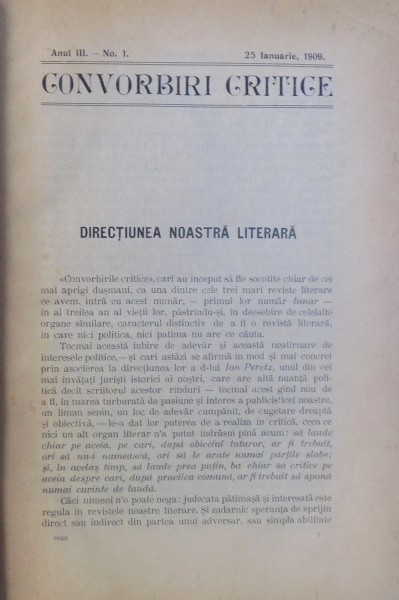 Anul III. — No. 1. 25 Ianuarie, 1909.
CONVORBIRI CRITICE
DIRECȚIUNEA NOASTRĂ LITERARĂ
«Convorbirile critice», cari au început să fie socotite chiar de cei
mai aprigi dușmani, ca una dintre cele trei mari reviste literare
ce avem, intră cu acest număr, — primul lor număr lunar —
în al treilea an al vieții lor, păstrându-și, în deosebire de celelalte
organe similare, caracterul distinctiv de a fi o revistă literară,
în care nici politica, nici patima nu are ce căuta.
Tocmai această iubire de adevăr și această neatirnare de
interesele politice, — și cari astăzi se afirmă în mod și mai concret
prin asocierea la direcțiunea lor a d-lui Ion Peretz, unul din cei
mai învățați juriști istorici ai noștri, care are altă nuanță poli-
tică decît scriitorul acestor rînduri — tocmai acest gînd nou de
a fi, în marea turburată de pasiune și interes a publicisticei noastre,
un liman senin, un loc de adevăr cumpănit, de cugetare dreaptă
și obiectivă, — le-a dat lor puterea de a realiza în critică, ceea ce
nici un alt organ literar n'a putut îndrăsni pînă acum: să laude
chiar pe aceia, pe cari, după obiceiul tuturor, ar fi trebuit,
ori să nu-i numească, ori să le arate numai părțile slabe;
și, în același timp, să laude prea puțin, ba chiar să critice pe
aceia despre cari, după practica comună, ar fi trebuit să spună
numai cuvinte de laudă.
Căci nimeni n'o poate nega: judecata pătimașă și interesată este
regula în revistele noastre literare. Și zadarnic speranța de sprijin
direct sau indirect din partea unui adversar, sau simpla abilitate
1